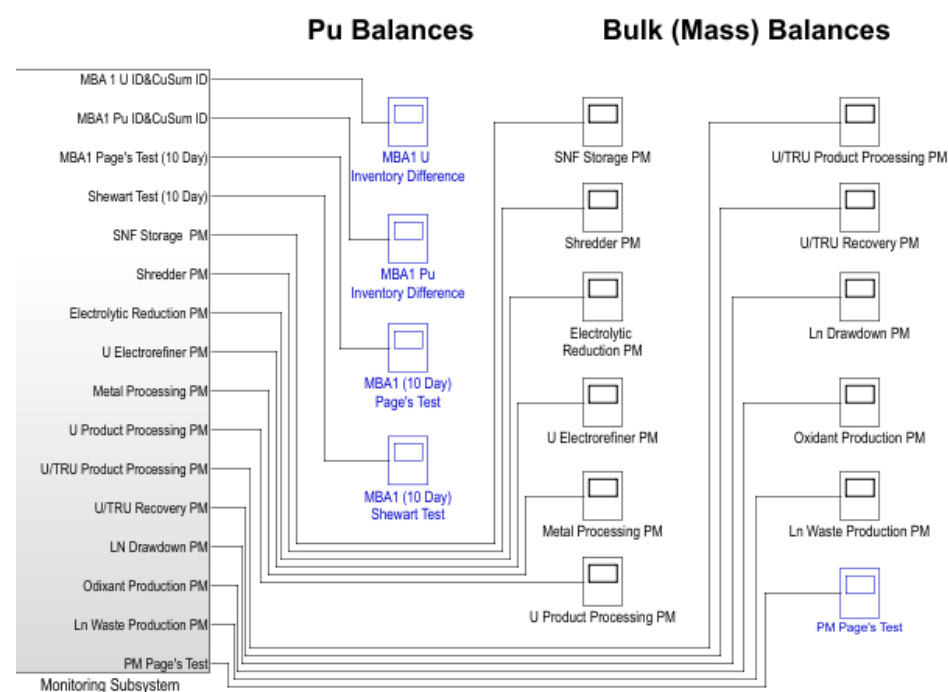 Pu Balances
Bulk (Mass) Balances
MBA 1 U ID&CuSum ID
MBA1 Pu ID&CuSum ID
MBA1 Page's Test (10 Day)
Shewart Test (10 Day)
SNF Storage PM
Shredder PM
Electrolytic Reduction PM
U Electrorefiner PM
Metal Processing PM
U Product Processing PM
U/TRU Product Processing PM
U/TRU Recovery PM
LN Drawdown PM
Odixant Production PM
Ln Waste Production PM
PM Page's Test
Monitoring Subsystem
MBA1 U
Inventory Difference
MBA1 Pu
Inventory Difference
MBA1 (10 Day)
Page's Test
MBA1 (10 Day)
Shewart Test
SNF Storage PM
Shredder PM
Electrolytic
Reduction PM
U Electrorefiner PM
Metal Processing PM
U Product Processing PM
U/TRU Product Processing PM
U/TRU Recovery PM
Ln Drawdown PM
Oxidant Production PM
Ln Waste Production PM
PM Page's Test